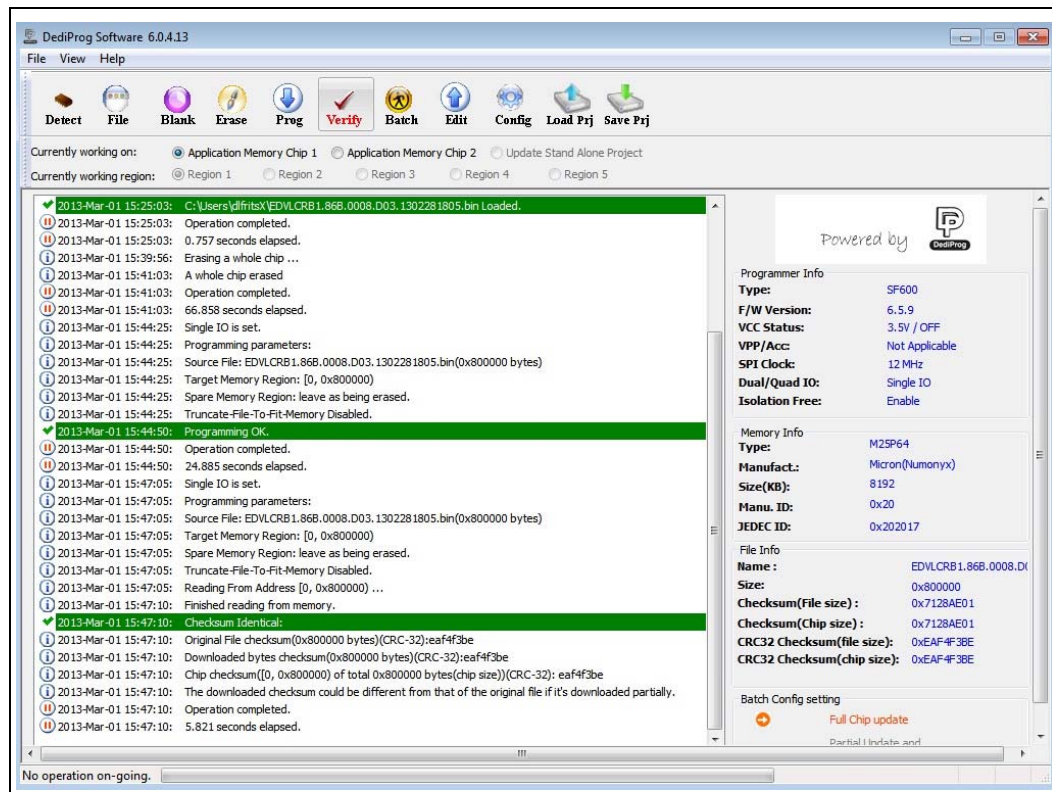 DediProg Software 6.0.4.13
File View Help
Detect File Blank Erase Prog Verify Batch Edit Config Load Prj Save Prj
Currently working on: Application Memory Chip 1 Application Memory Chip 2 Update Stand Alone Project
Currently working region: Region 1 Region 2 Region 3 Region 4 Region 5
2013-Mar-01 15:25:03: C:\Users\dlfritsX\EDVLCRB1.86B.0008.D03.1302281805.bin Loaded.
2013-Mar-01 15:25:03: Operation completed.
2013-Mar-01 15:25:03: 0.757 seconds elapsed.
2013-Mar-01 15:39:56: Erasing a whole chip ...
2013-Mar-01 15:41:03: A whole chip erased
2013-Mar-01 15:41:03: Operation completed.
2013-Mar-01 15:41:03: 66.858 seconds elapsed.
2013-Mar-01 15:44:25: Single IO is set.
2013-Mar-01 15:44:25: Programming parameters:
2013-Mar-01 15:44:25: Source File: EDVLCRB1.86B.0008.D03.1302281805.bin(0x800000 bytes)
2013-Mar-01 15:44:25: Target Memory Region: [0, 0x800000)
2013-Mar-01 15:44:25: Spare Memory Region: leave as being erased.
2013-Mar-01 15:44:25: Truncate-File-To-Fit-Memory Disabled.
2013-Mar-01 15:44:50: Programming OK.
2013-Mar-01 15:44:50: Operation completed.
2013-Mar-01 15:44:50: 24.885 seconds elapsed.
2013-Mar-01 15:47:05: Single IO is set.
2013-Mar-01 15:47:05: Programming parameters:
2013-Mar-01 15:47:05: Source File: EDVLCRB1.86B.0008.D03.1302281805.bin(0x800000 bytes)
2013-Mar-01 15:47:05: Target Memory Region: [0, 0x800000)
2013-Mar-01 15:47:05: Spare Memory Region: leave as being erased.
2013-Mar-01 15:47:05: Truncate-File-To-Fit-Memory Disabled.
2013-Mar-01 15:47:05: Reading From Address [0, 0x800000) ...
2013-Mar-01 15:47:10: Finished reading from memory.
2013-Mar-01 15:47:10: Checksum Identical:
2013-Mar-01 15:47:10: Original File checksum(0x800000 bytes)(CRC-32):eaf4f3be
2013-Mar-01 15:47:10: Downloaded bytes checksum(0x800000 bytes)(CRC-32):eaf4f3be
2013-Mar-01 15:47:10: Chip checksum([0, 0x800000) of total 0x800000 bytes(chip size))(CRC-32): eaf4f3be
2013-Mar-01 15:47:10: The downloaded checksum could be different from that of the original file if it's downloaded partially.
2013-Mar-01 15:47:10: Operation completed.
2013-Mar-01 15:47:10: 5.821 seconds elapsed.
Powered by DediProg
Programmer Info
Type: SF600
F/W Version: 6.5.9
VCC Status: 3.5V / OFF
VPP/Acc: Not Applicable
SPI Clock: 12 MHz
Dual/Quad IO: Single IO
Isolation Free: Enable
Memory Info
Type: M25P64
Manufact.: Micron(Numonyx)
Size(KB): 8192
Manu. ID: 0x20
JEDEC ID: 0x202017
File Info
Name : EDVLCRB1.86B.0008.D(
Size: 0x800000
Checksum(File size) : 0x7128AE01
Checksum(Chip size) : 0x7128AE01
CRC32 Checksum(file size): 0xEAF4F3BE
CRC32 Checksum(chip size): 0xEAF4F3BE
Batch Config setting
Full Chip update
Partial Update and
No operation on-going.